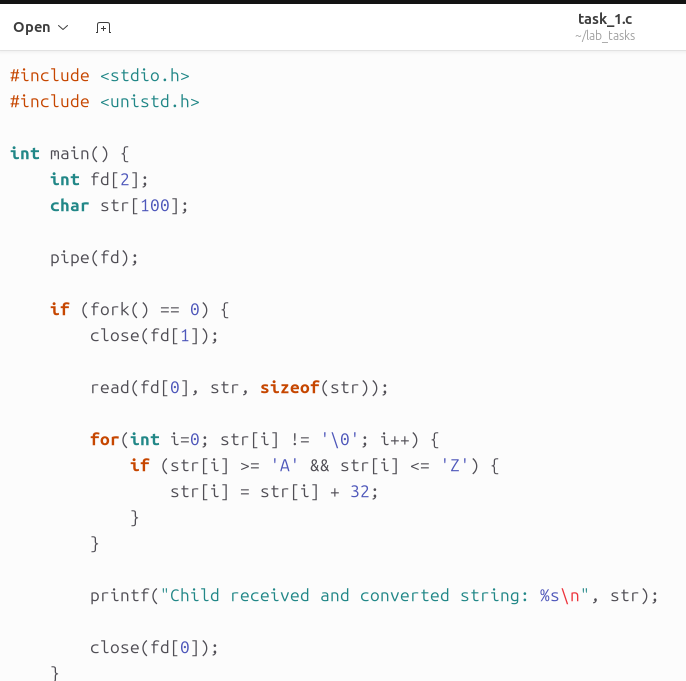 Open
task_1.c
~/lab_tasks
#include <stdio.h>
#include <unistd.h>

int main() {
    int fd[2];
    char str[100];

    pipe(fd);

    if (fork() == 0) {
        close(fd[1]);

        read(fd[0], str, sizeof(str));

        for(int i=0; str[i] != '\0'; i++) {
            if (str[i] >= 'A' && str[i] <= 'Z') {
                str[i] = str[i] + 32;
            }
        }

        printf("Child received and converted string: %s\n", str);

        close(fd[0]);
    }